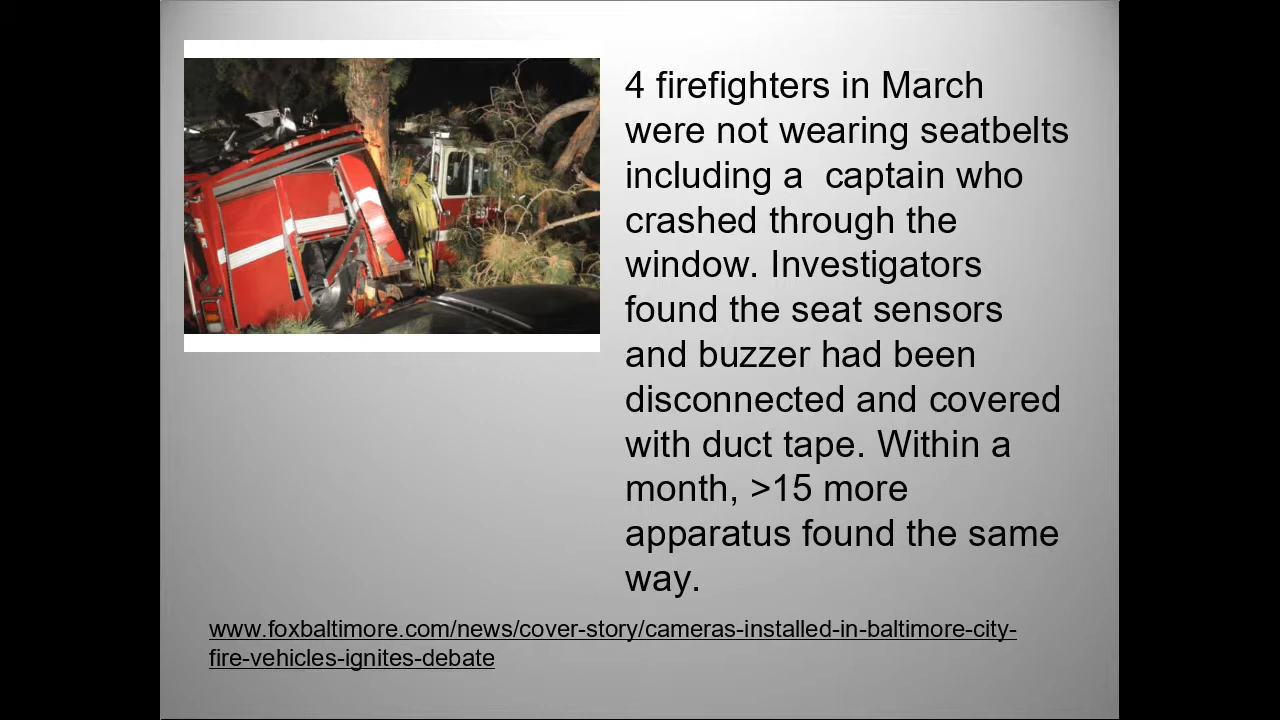 4 firefighters in March
were not wearing seatbelts
including a  captain who
crashed through the
window. Investigators
found the seat sensors
and buzzer had been
disconnected and covered
with duct tape. Within a
month, >15 more
apparatus found the same
way.
www.foxbaltimore.com/news/cover-story/cameras-installed-in-baltimore-city-
fire-vehicles-ignites-debate